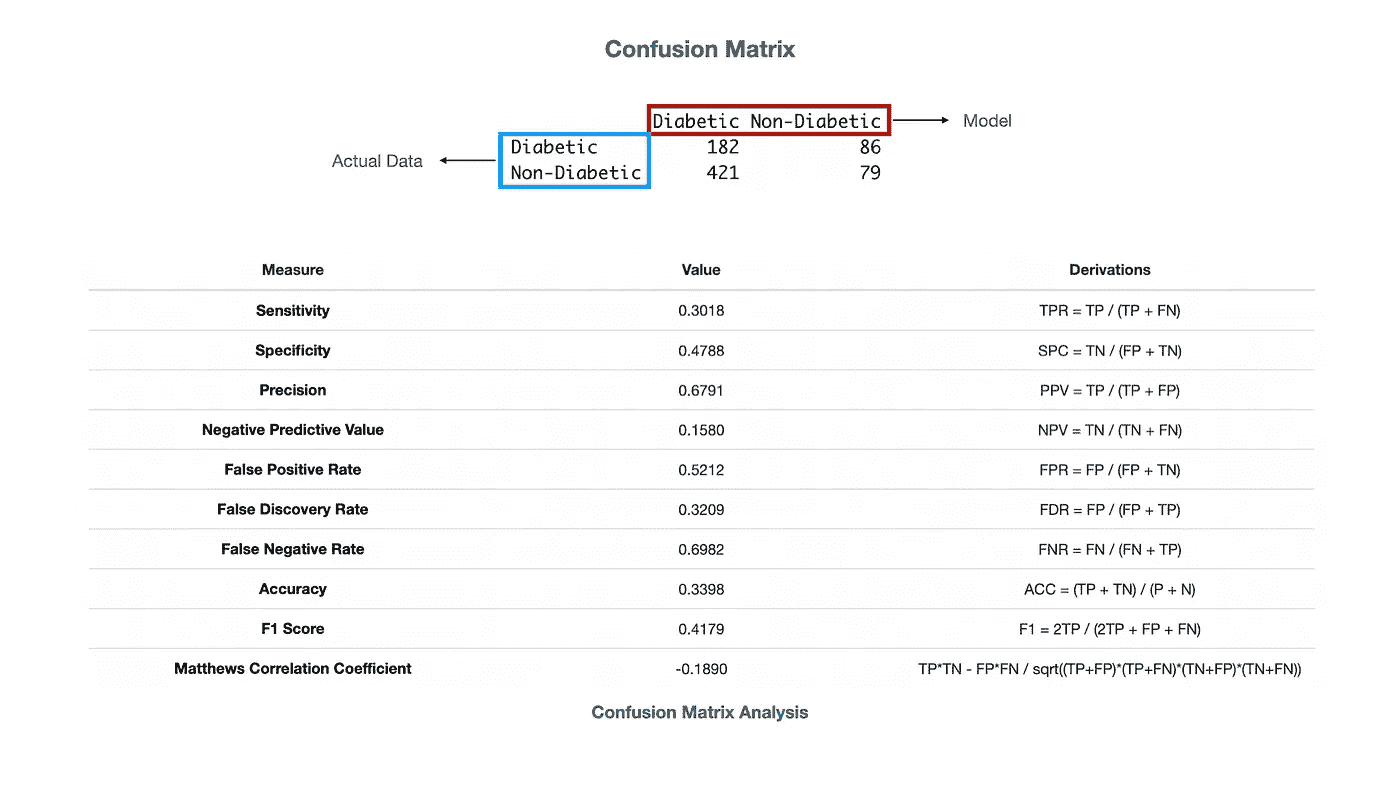 Confusion Matrix
Diabetic Non-Diabetic Model
Actual Data Diabetic 182 86
Non-Diabetic 421 79
Measure Value Derivations
Sensitivity 0.3018 TPR = TP / (TP + FN)
Specificity 0.4788 SPC = TN / (FP + TN)
Precision 0.6791 PPV = TP / (TP + FP)
Negative Predictive Value 0.1580 NPV = TN / (TN + FN)
False Positive Rate 0.5212 FPR = FP / (FP + TN)
False Discovery Rate 0.3209 FDR = FP / (FP + TP)
False Negative Rate 0.6982 FNR = FN / (FN + TP)
Accuracy 0.3398 ACC = (TP + TN) / (P + N)
F1 Score 0.4179 F1 = 2TP / (2TP + FP + FN)
Matthews Correlation Coefficient -0.1890 TP*TN - FP*FN / sqrt((TP+FP)*(TP+FN)*(TN+FP)*(TN+FN))
Confusion Matrix Analysis